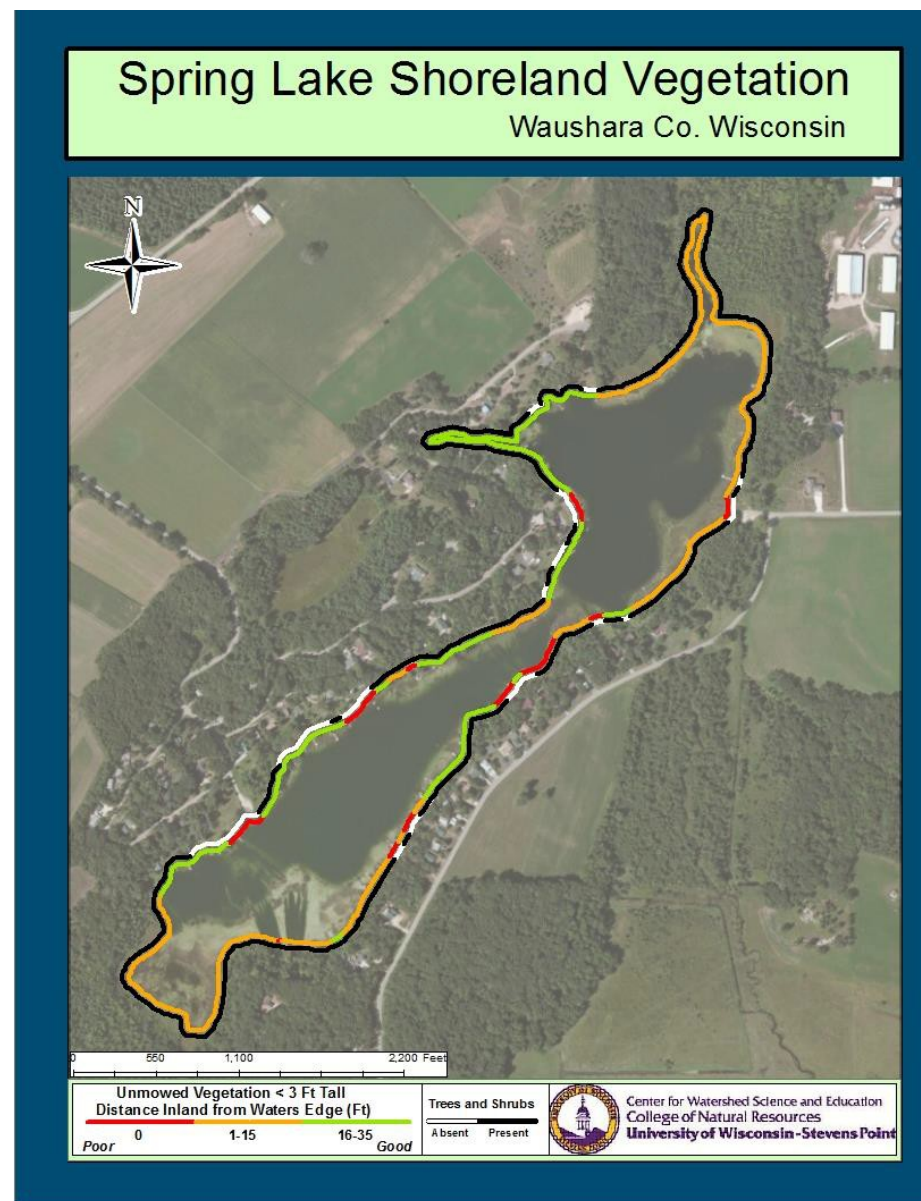 Spring Lake Shoreland Vegetation
Waushara Co. Wisconsin
N
0 550 1,100 2,200 Feet
Unmowed Vegetation < 3 Ft Tall
Distance Inland from Waters Edge (Ft)
0 1-15 16-35
Poor Good
Trees and Shrubs
Absent Present
Center for Watershed Science and Education
College of Natural Resources
University of Wisconsin-Stevens Point